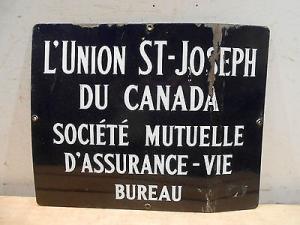 L'UNION ST-JOSEPH
DU CANADA
SOCIÉTÉ MUTUELLE
D'ASSURANCE-VIE
BUREAU